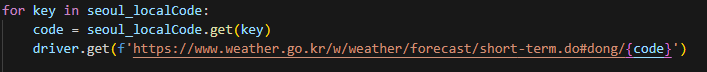 for key in seoul_localCode:
    code = seoul_localCode.get(key)
    driver.get(f'https://www.weather.go.kr/w/weather/forecast/short-term.do#dong/{code}')